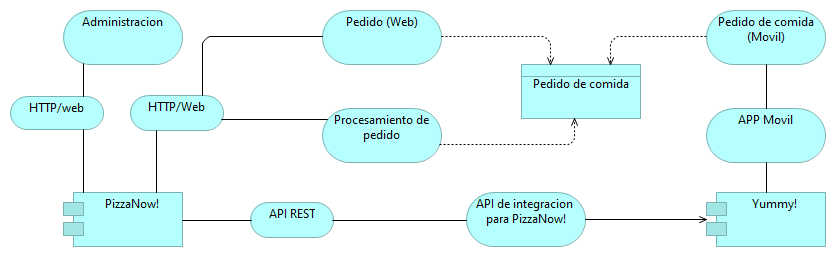 Administracion
Pedido (Web)
Pedido de comida
(Movil)
Pedido de comida
HTTP/web
HTTP/Web
Procesamiento de
pedido
APP Movil
PizzaNow!
API REST
API de integracion
para PizzaNow!
Yummy!